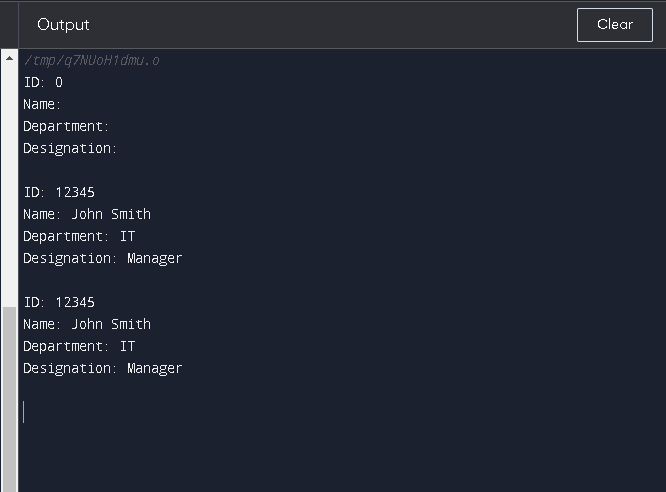 Output
Clear
/tmp/q7NUoH1dmu.o
ID: 0
Name:
Department:
Designation:
ID: 12345
Name: John Smith
Department: IT
Designation: Manager
ID: 12345
Name: John Smith
Department: IT
Designation: Manager